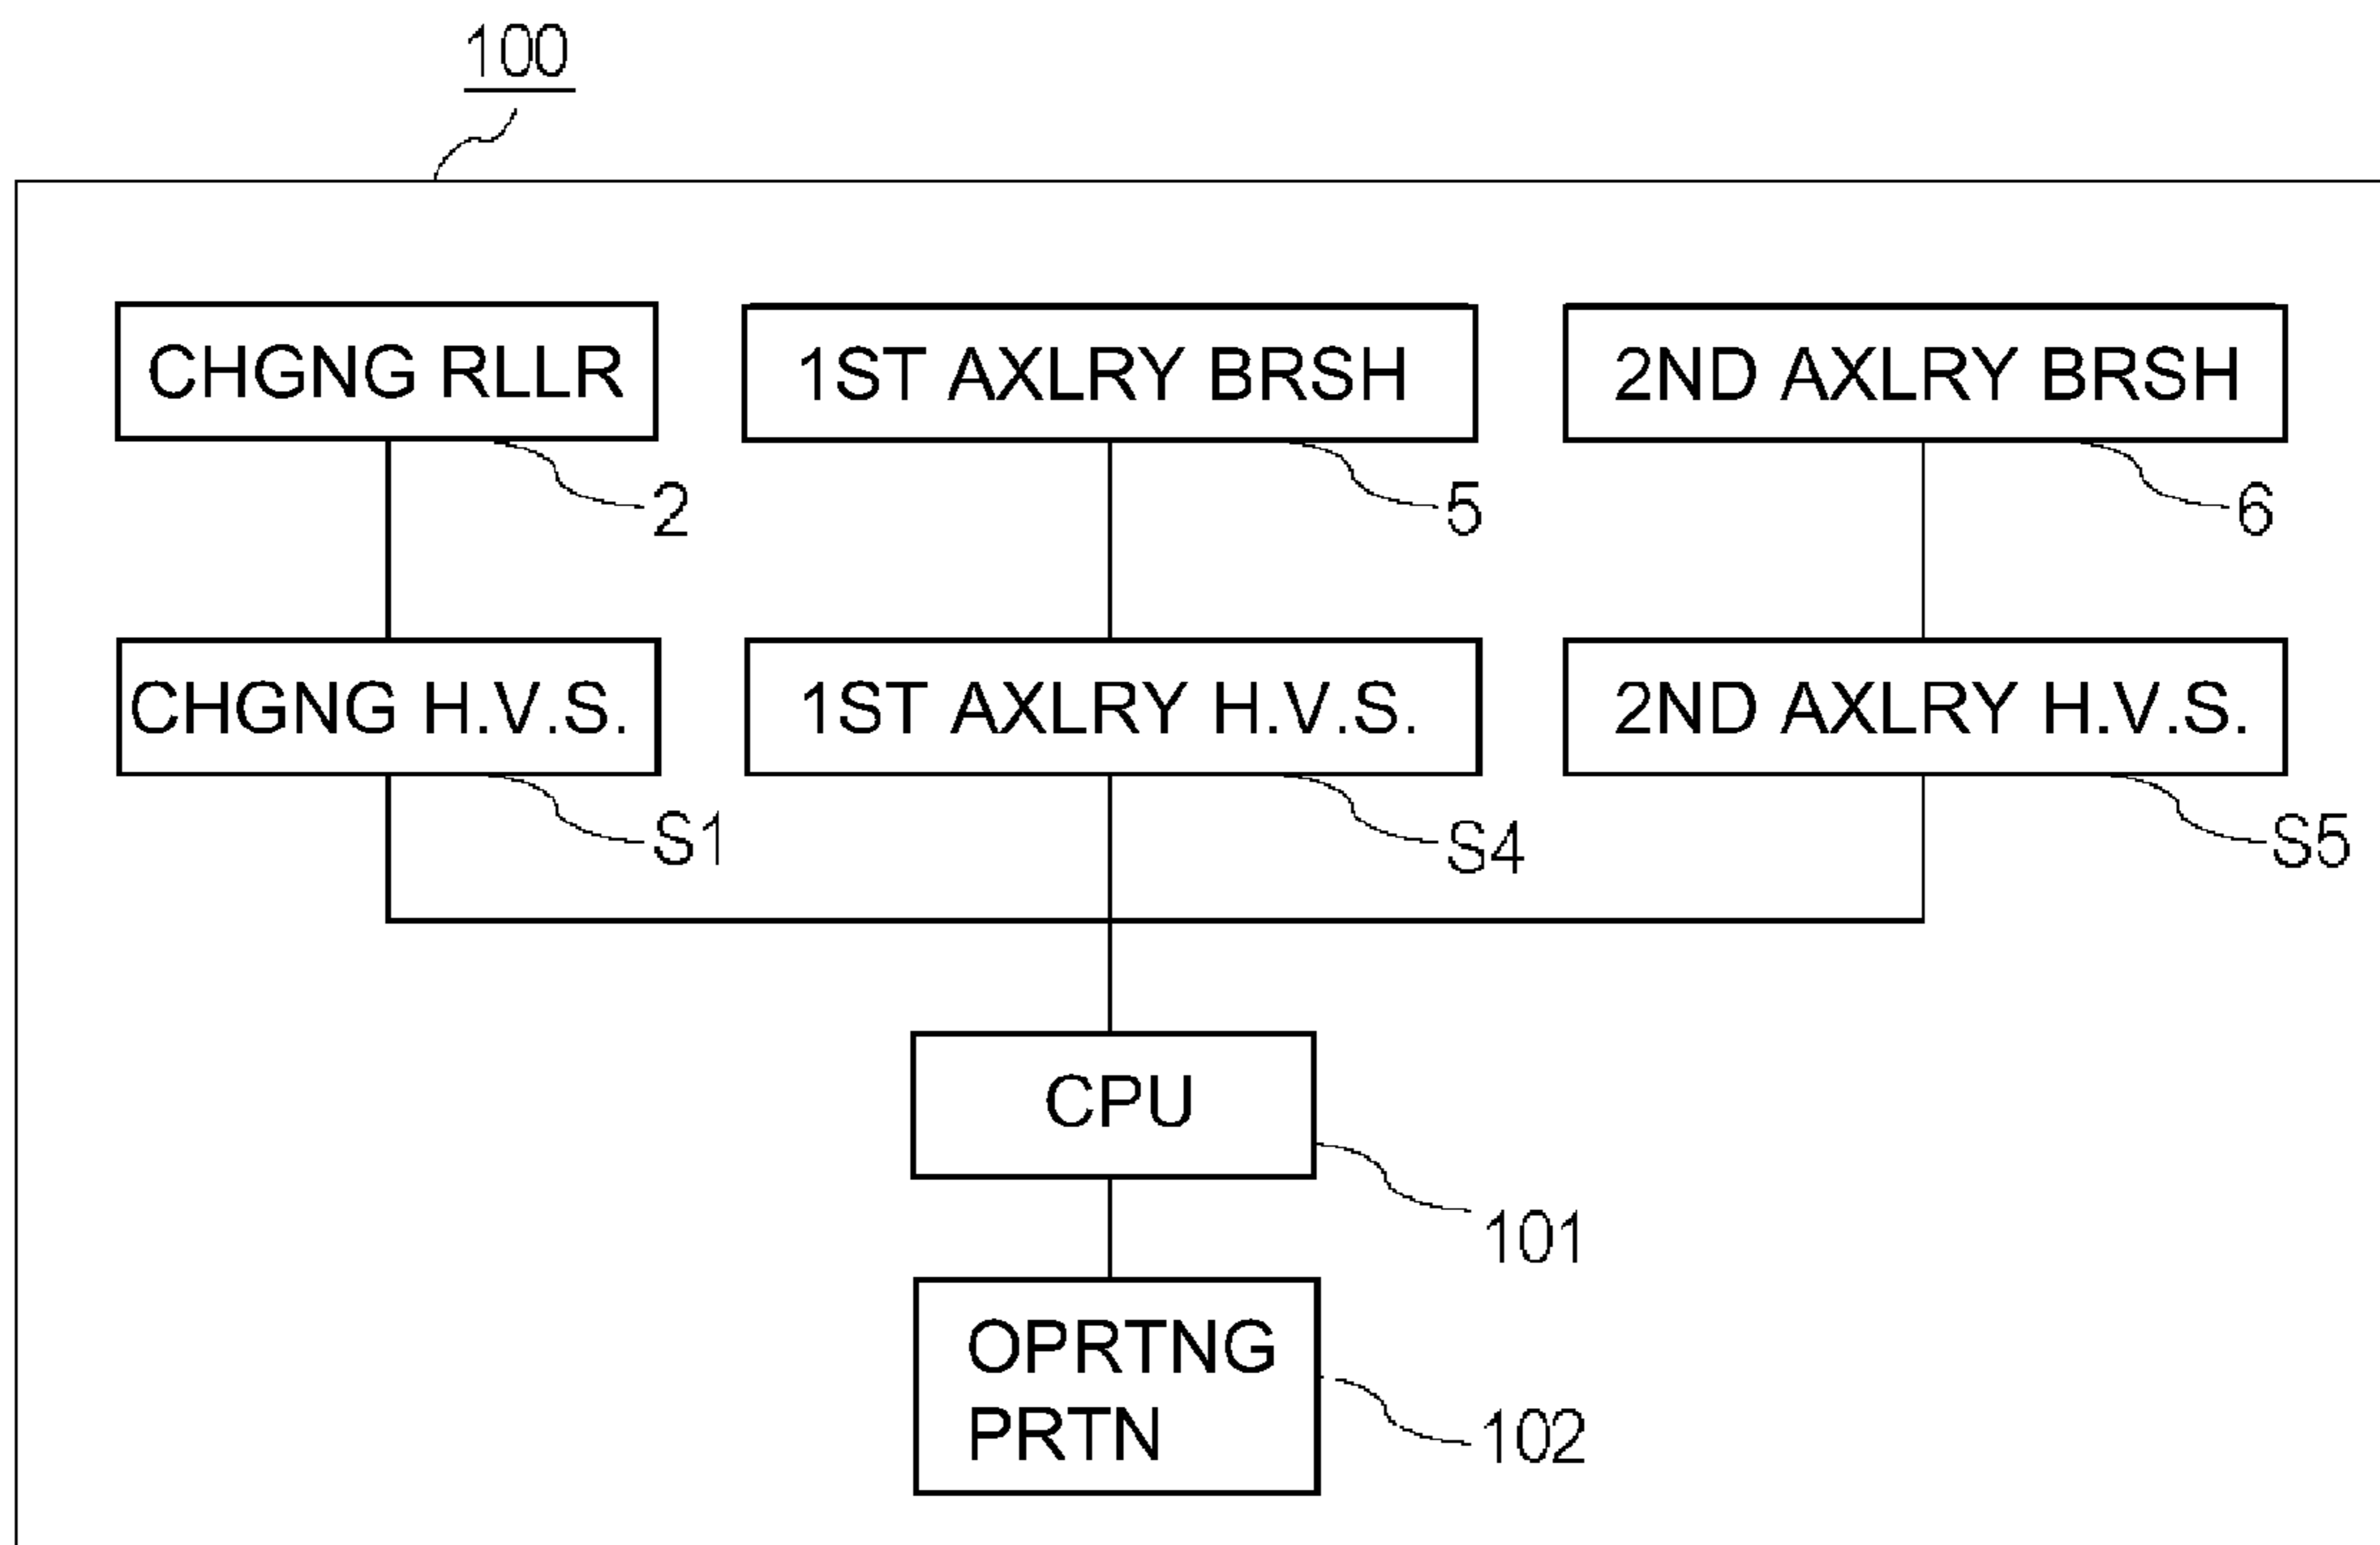 100
CHGNG RLLR
1ST AXLRY BRSH
2ND AXLRY BRSH
2
5
6
CHGNG H.V.S.
1ST AXLRY H.V.S.
2ND AXLRY H.V.S.
S1
S4
S5
CPU
101
OPRTNG
PRTN
102